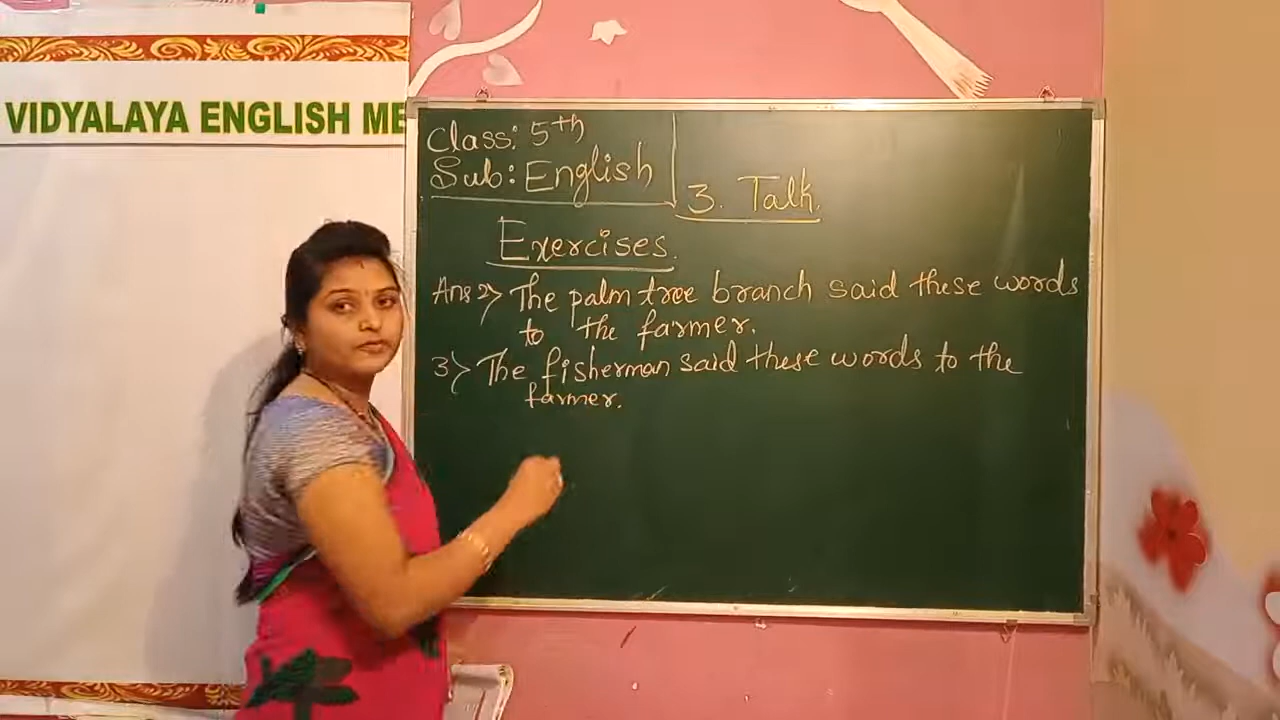 VIDYALAYA ENGLISH ME
Class: 5th
Sub: English
3. Talk.
Exercises.
Ans 2> The palm tree branch said these words
to the farmer.
3> The fisherman said these words to the
farmer.